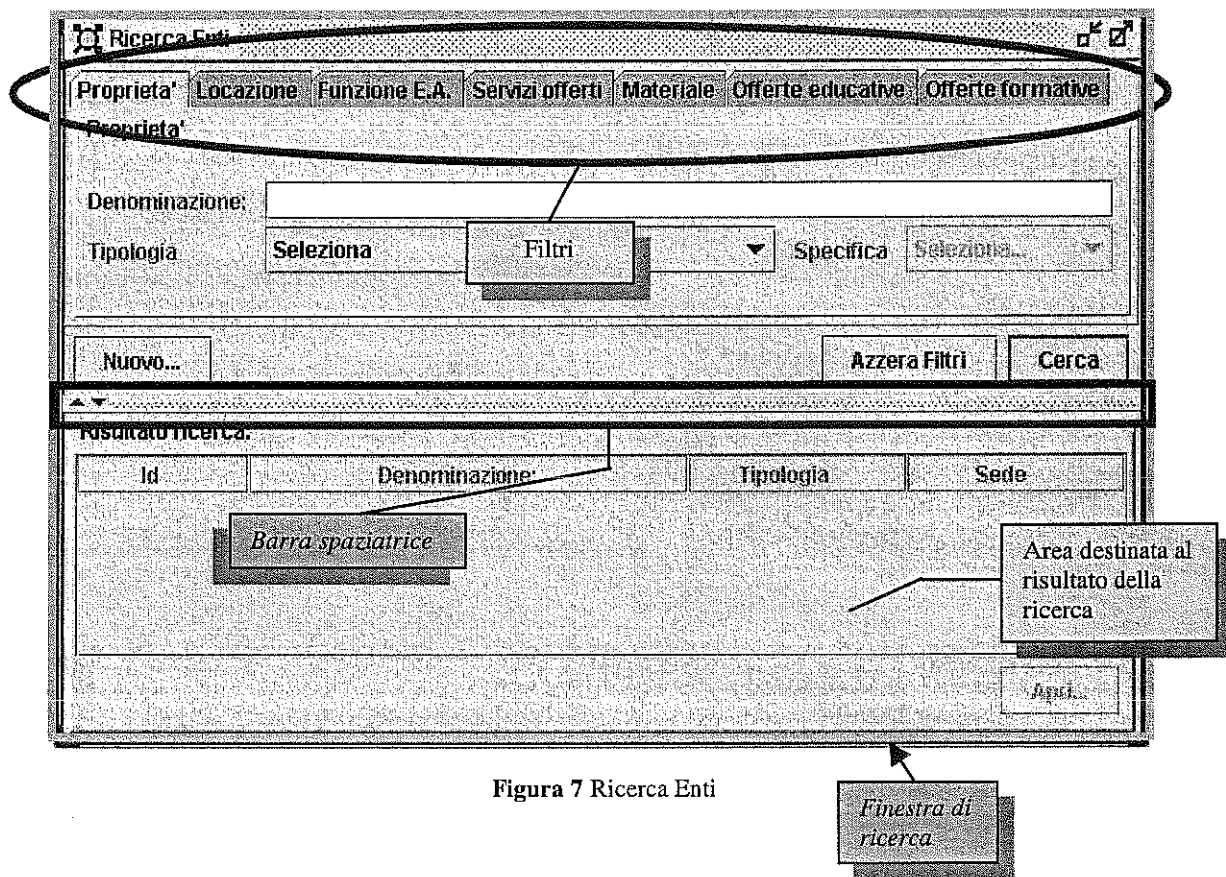 Ricerca Enti
Proprieta' Locazione Funzione E.A. Servizi offerti Materiale Offerte educative Offerte formative
Proprieta'
Denominazione:
Tipologia Seleziona Specifica Seleziona...
Filtri
Nuovo... Azzera Filtri Cerca
Risultato ricerca.
Id Denominazione: Tipologia Sede
Barra spaziatrice
Area destinata al
risultato della
ricerca
Apri...
Figura 7 Ricerca Enti
Finestra di
ricerca